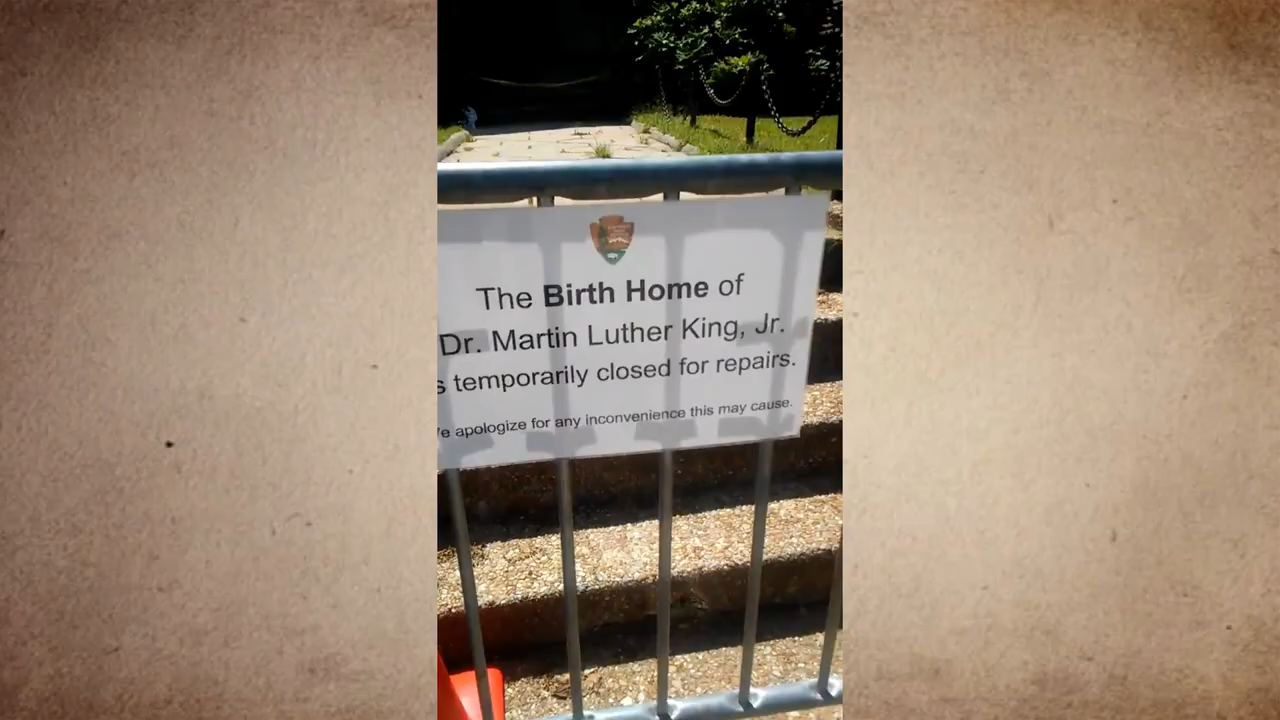 The Birth Home of
Dr. Martin Luther King, Jr.
s temporarily closed for repairs.
e apologize for any inconvenience this may cause.